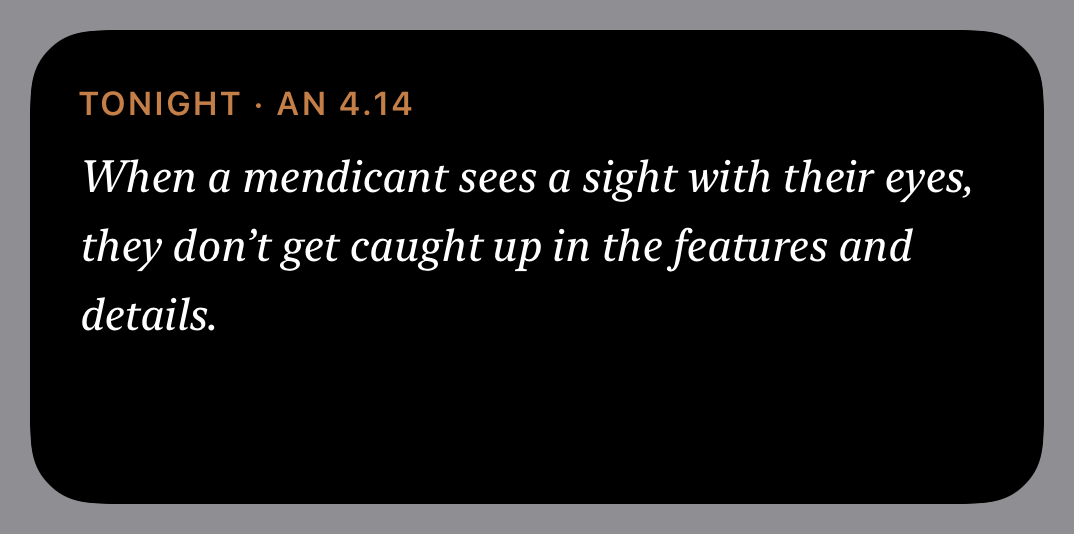 TONIGHT · AN 4.14
When a mendicant sees a sight with their eyes,
they don’t get caught up in the features and
details.